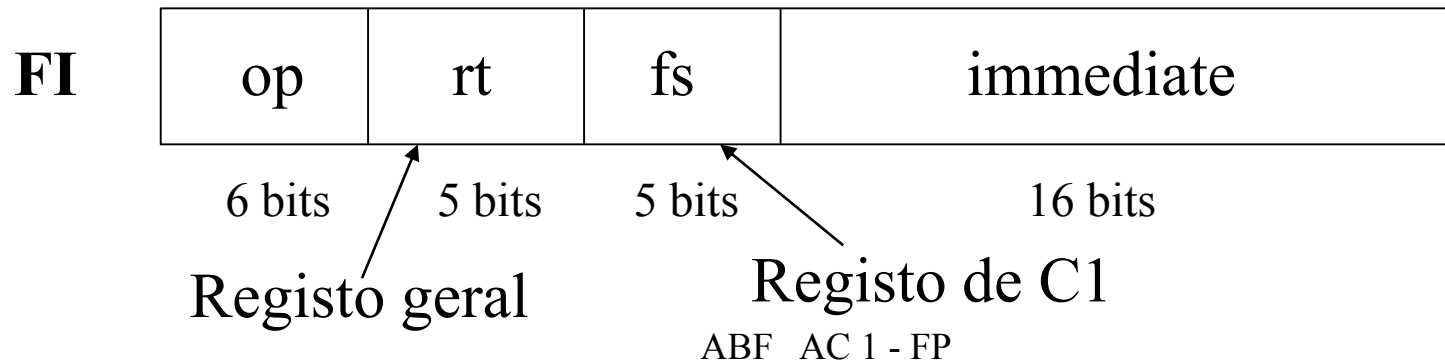 FI op rt fs immediate
6 bits 5 bits 5 bits 16 bits
Registo geral Registo de C1
ABF AC 1 - FP